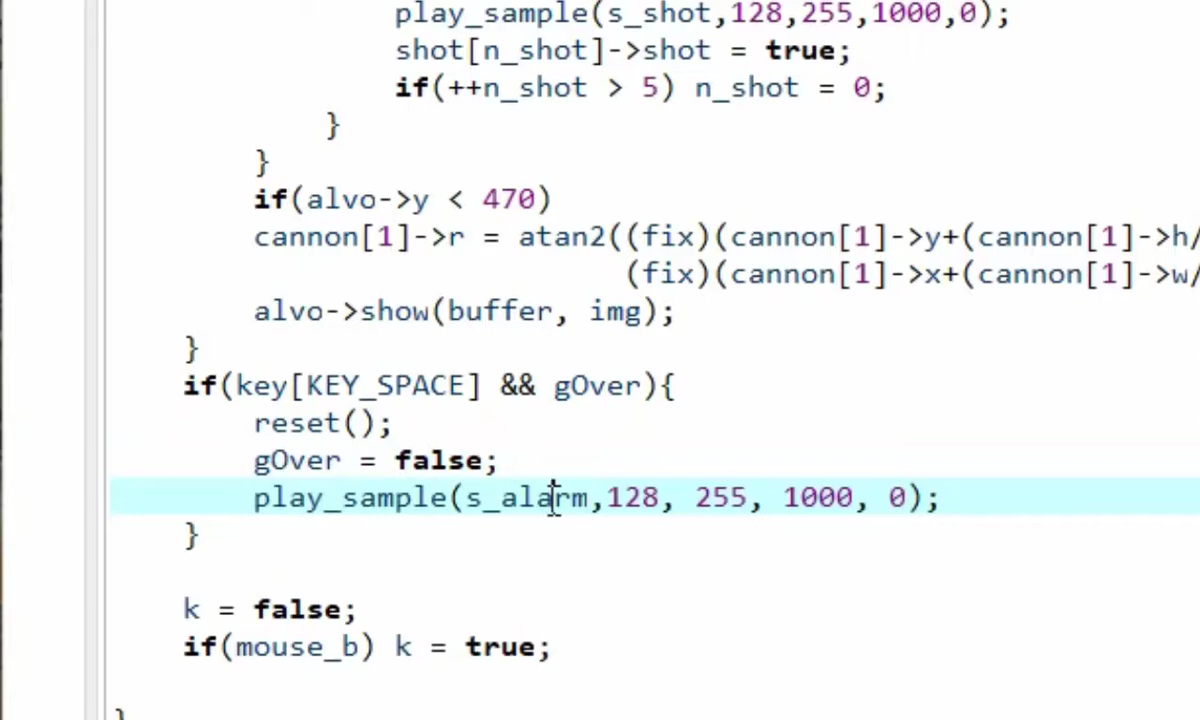 play_sample(s_shot,128,255,1000,0);
shot[n_shot]->shot = true;
if(++n_shot > 5) n_shot = 0;
}
}
if(alvo->y < 470)
cannon[1]->r = atan2((fix)(cannon[1]->y+(cannon[1]->h/
(fix)(cannon[1]->x+(cannon[1]->w/
alvo->show(buffer, img);
}
if(key[KEY_SPACE] && gOver){
reset();
gOver = false;
play_sample(s_alarm,128, 255, 1000, 0);
}
k = false;
if(mouse_b) k = true;
}